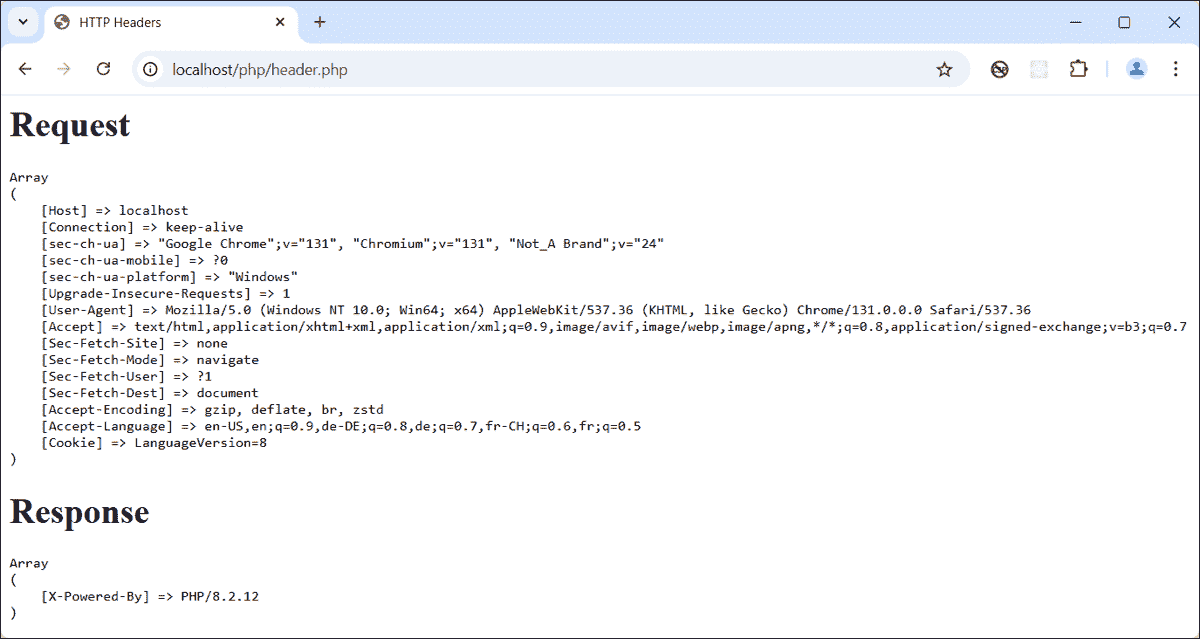 HTTP Headers
localhost/php/header.php
Request
Array
(
    [Host] => localhost
    [Connection] => keep-alive
    [sec-ch-ua] => "Google Chrome";v="131", "Chromium";v="131", "Not_A Brand";v="24"
    [sec-ch-ua-mobile] => ?0
    [sec-ch-ua-platform] => "Windows"
    [Upgrade-Insecure-Requests] => 1
    [User-Agent] => Mozilla/5.0 (Windows NT 10.0; Win64; x64) AppleWebKit/537.36 (KHTML, like Gecko) Chrome/131.0.0.0 Safari/537.36
    [Accept] => text/html,application/xhtml+xml,application/xml;q=0.9,image/avif,image/webp,image/apng,*/*;q=0.8,application/signed-exchange;v=b3;q=0.7
    [Sec-Fetch-Site] => none
    [Sec-Fetch-Mode] => navigate
    [Sec-Fetch-User] => ?1
    [Sec-Fetch-Dest] => document
    [Accept-Encoding] => gzip, deflate, br, zstd
    [Accept-Language] => en-US,en;q=0.9,de-DE;q=0.8,de;q=0.7,fr-CH;q=0.6,fr;q=0.5
    [Cookie] => LanguageVersion=8
)
Response
Array
(
    [X-Powered-By] => PHP/8.2.12
)